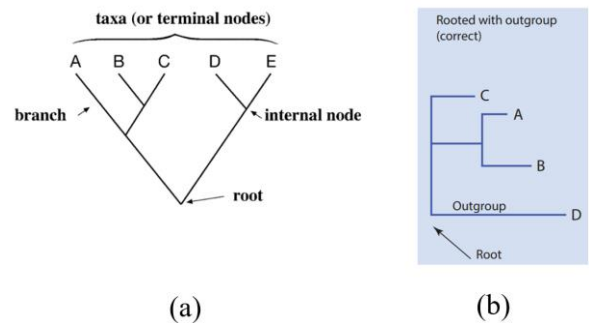 taxa (or terminal nodes)
A B C D E
branch
internal node
root
(a)
Rooted with outgroup
(correct)
C
A
B
Outgroup
D
Root
(b)